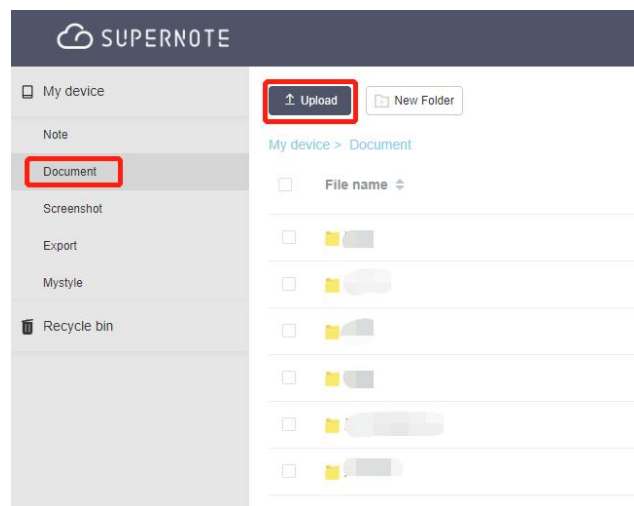 SUPERNOTE
My device
Note
Document
Screenshot
Export
Mystyle
Recycle bin
Upload
New Folder
My device > Document
File name